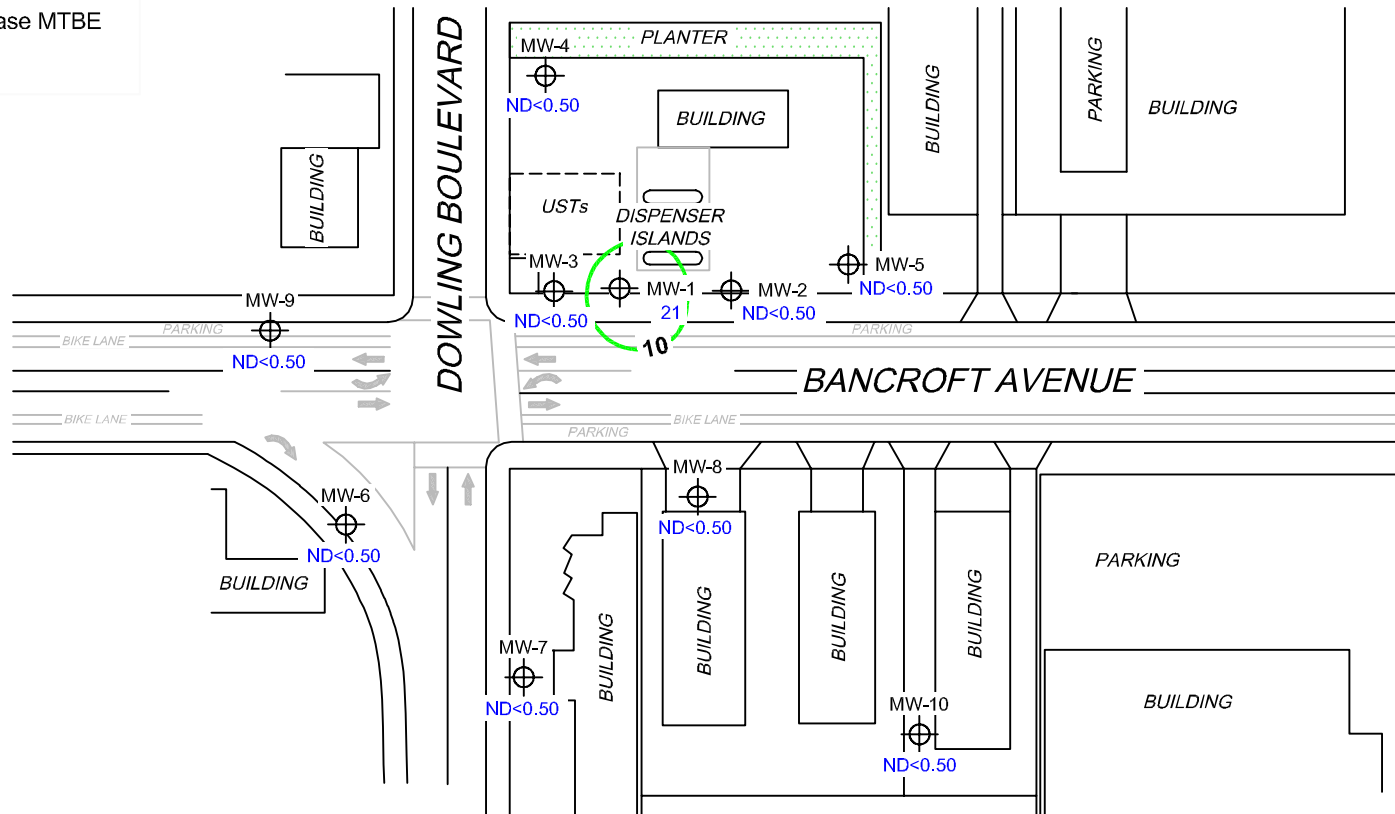 ase MTBE
DOWLING BOULEVARD
MW-4
ND<0.50
PLANTER
BUILDING
BUILDING
PARKING
BUILDING
BUILDING
USTs
DISPENSER
ISLANDS
MW-3
ND<0.50
MW-1
21
10
MW-2
ND<0.50
MW-5
ND<0.50
MW-9
ND<0.50
PARKING
BIKE LANE
PARKING
BANCROFT AVENUE
BIKE LANE
BIKE LANE
PARKING
MW-6
ND<0.50
BUILDING
MW-8
ND<0.50
MW-7
ND<0.50
BUILDING
BUILDING
BUILDING
BUILDING
MW-10
ND<0.50
PARKING
BUILDING